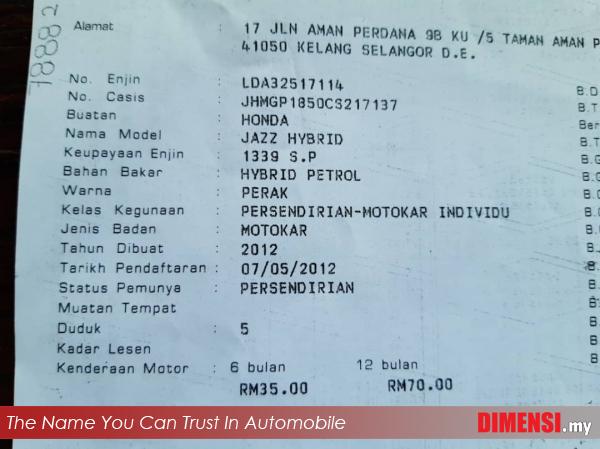 Alamat : 17 JLN AMAN PERDANA 9B KU /5 TAMAN AMAN P
41050 KELANG SELANGOR D.E.
No. Enjin : LDA32517114
No. Casis : JHMGP1850CS217137
Buatan : HONDA
Nama Model : JAZZ HYBRID
Keupayaan Enjin : 1339 S.P
Bahan Bakar : HYBRID PETROL
Warna : PERAK
Kelas Kegunaan : PERSENDIRIAN-MOTOKAR INDIVIDU
Jenis Badan : MOTOKAR
Tahun Dibuat : 2012
Tarikh Pendaftaran : 07/05/2012
Status Pemunya : PERSENDIRIAN
Muatan Tempat
Duduk : 5
Kadar Lesen
Kenderaan Motor : 6 bulan 12 bulan
RM35.00 RM70.00
The Name You Can Trust In Automobile
DIMENSI.my